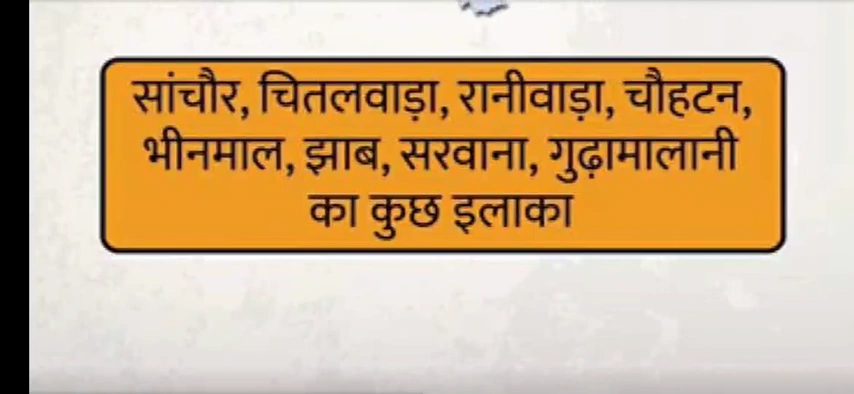 सांचौर, चितलवाड़ा, रानीवाड़ा, चौहटन,
भीनमाल, झाब, सरवाना, गुढ़ामालानी
का कुछ इलाका